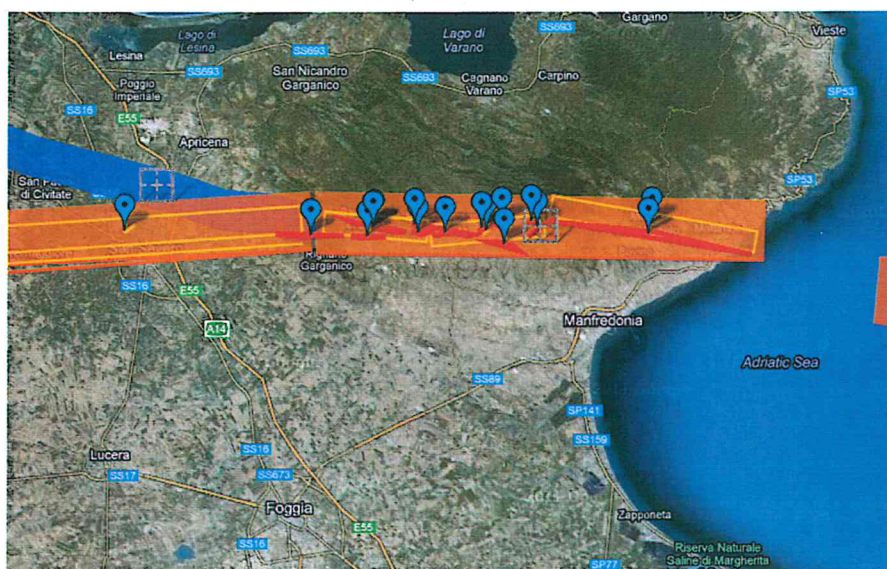 Gargano
Vieste
Lago di
Lesina
Lago di
Varano
Lesina
SS693
SS693
Poggio
Imperiale
San Nicandro
Garganico
SS693
Cagnano
Varano
Carpino
SS693
SP53
SS16
E55
Apricena
San
di Civitate
SP53
Rignano
Garganico
SS16
E55
A14
Manfredonia
Adriatic Sea
SS89
SP141
SS159
Lucera
SS16
SS17
SS673
Foggia
E55
SS16
Zapponeta
SP77
Riserva Naturale
Saline di Margherita